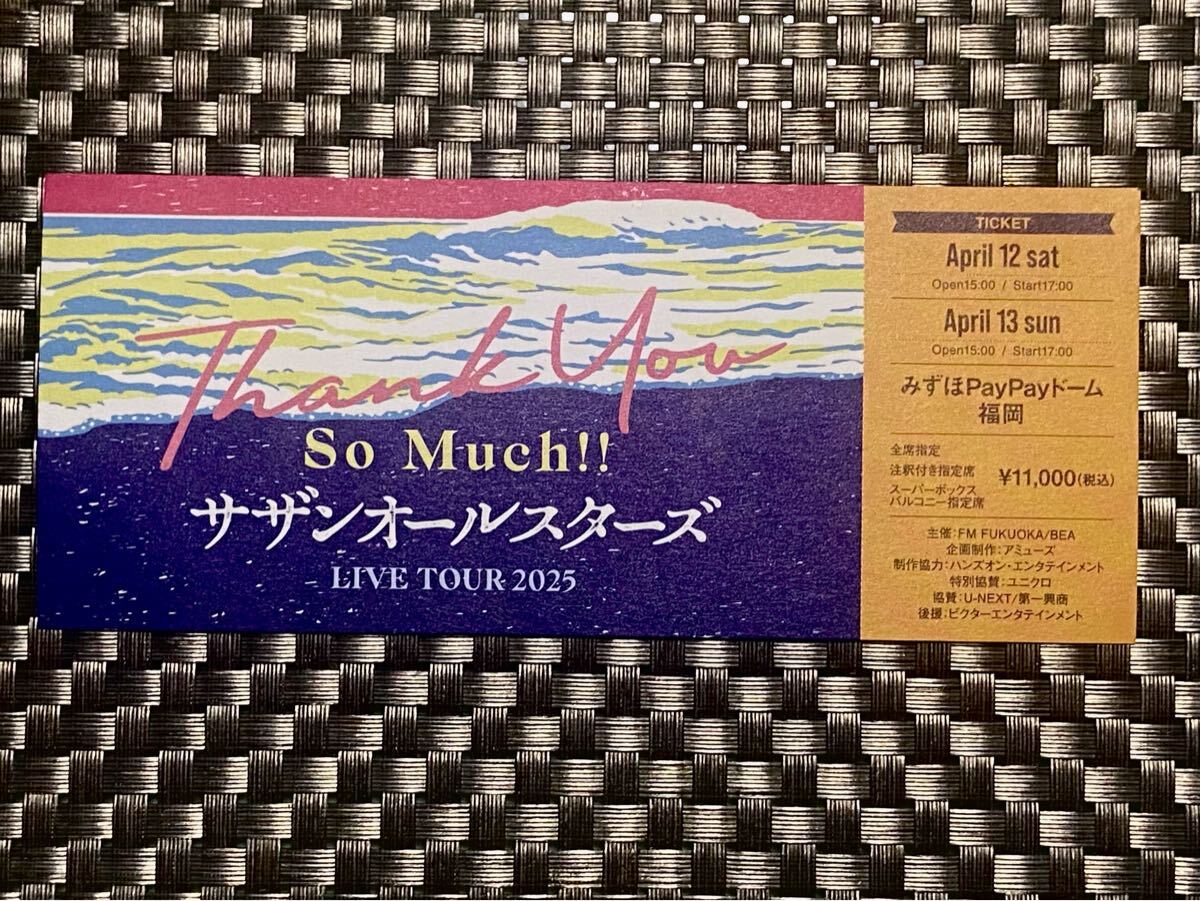 Thank You
So Much!!
サザンオールスターズ
LIVE TOUR 2025
TICKET
April 12 sat
Open15:00 / Start17:00
April 13 sun
Open15:00 / Start17:00
みずほPayPayドーム
福岡
全席指定
注釈付き指定席
スーパーボックス
バルコニー指定席
¥11,000(税込)
主催:FM FUKUOKA/BEA
企画制作:アミューズ
制作協力:ハンズオン・エンタテインメント
特別協賛:ユニクロ
協賛:U-NEXT/第一興商
後援:ビクターエンタテインメント